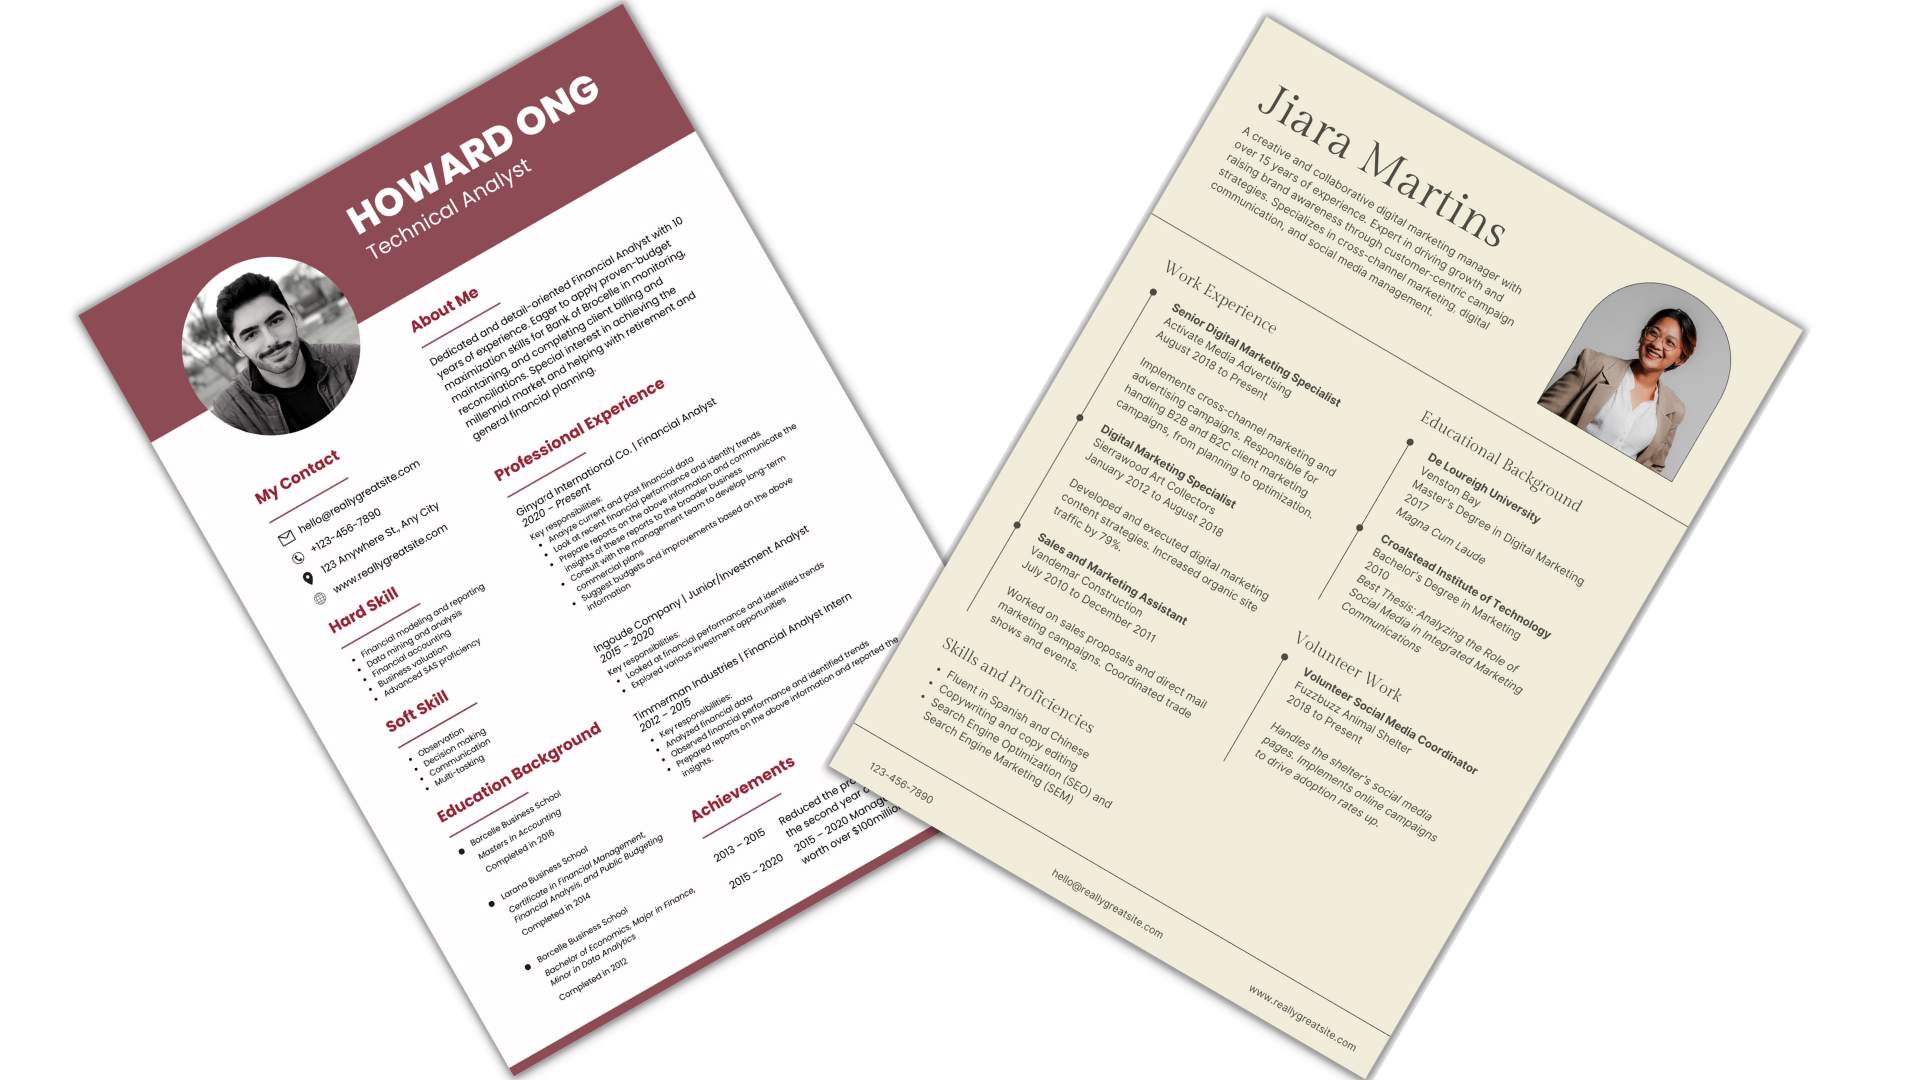 HOWARD ONG
Technical Analyst
About Me
Dedicated and detail-oriented Financial Analyst with 10
years of experience. Eager to apply proven-budget
maximization skills for Bank of Brocelle in monitoring,
maintaining, and completing client billing and
reconciliations. Special interest in achieving the
millennial market and helping with retirement and
general financial planning.
Professional Experience
Ginyard International Co. | Financial Analyst
2020 – Present
Key responsibilities:
• Analyze current and past financial data
• Look at recent financial performance and identify trends
• Prepare reports on the above information and communicate the
insights of these reports to the broader business
• Consult with the management team to develop long-term
commercial plans
• Suggest budgets and improvements based on the above
information
Ingoude Company | Junior/Investment Analyst
2015 – 2020
Key responsibilities:
• Looked at financial performance and identified trends
• Explored various investment opportunities
Timmerman Industries | Financial Analyst Intern
2012 – 2015
• Key responsibilities:
• Analyzed financial data
• Observed financial performance and identified trends
• Prepared reports on the above information and reported the
insights.
Achievements
2013 – 2015
Reduced the
the second year
2015 – 2020
2015 – 2020
worth over
My Contact
hello@reallygreatsite.com
+123-456-7890
123 Anywhere St., Any City
www.reallygreatsite.com
Hard Skill
• Financial modeling and reporting
• Data mining and analysis
• Financial accounting
• Business valuation
• Advanced SAS proficiency
Soft Skill
• Observation
• Decision making
• Communication
• Multi-tasking
Education Background
• Borcelle Business School
Masters in Accounting
Completed in 2016
• Larana Business School
Certificate in Financial Management,
Financial Analysis, and Public Budgeting
Completed in 2014
• Borcelle Business School
Bachelor of Economics, Major in Finance,
Minor in Data Analytics
Completed in 2012
Jiara Martins
A creative and collaborative digital marketing manager with
over 15 years of experience. Expert in driving growth and
raising brand awareness through customer-centric campaign
strategies. Specializes in cross-channel marketing, digital
communication, and social media management.
Work Experience
Senior Digital Marketing Specialist
Activate Media Advertising
August 2018 to Present
Implements cross-channel marketing and
advertising campaigns. Responsible for
handling B2B and B2C client marketing
campaigns, from planning to optimization.
Digital Marketing Specialist
Sierrawood Art Collectors
January 2012 to August 2018
Developed and executed digital marketing
content strategies. Increased organic site
traffic by 79%.
Sales and Marketing Assistant
Vandemar Construction
July 2010 to December 2011
Worked on sales proposals and direct mail
marketing campaigns. Coordinated trade
shows and events.
Skills and Proficiencies
• Fluent in Spanish and Chinese
• Copywriting and copy editing
• Search Engine Optimization (SEO) and
Search Engine Marketing (SEM)
Educational Background
De Loureigh University
Venston Bay
Master's Degree in Digital Marketing
2017
Magna Cum Laude
Croalstead Institute of Technology
Bachelor's Degree in Marketing
2010
Best Thesis: Analyzing the Role of
Social Media in Integrated Marketing
Communications
Volunteer Work
Volunteer Social Media Coordinator
Fuzzbuzz Animal Shelter
2018 to Present
Handles the shelter's social media
pages. Implements online campaigns
to drive adoption rates up.
123-456-7890
hello@reallygreatsite.com
www.reallygreatsite.com